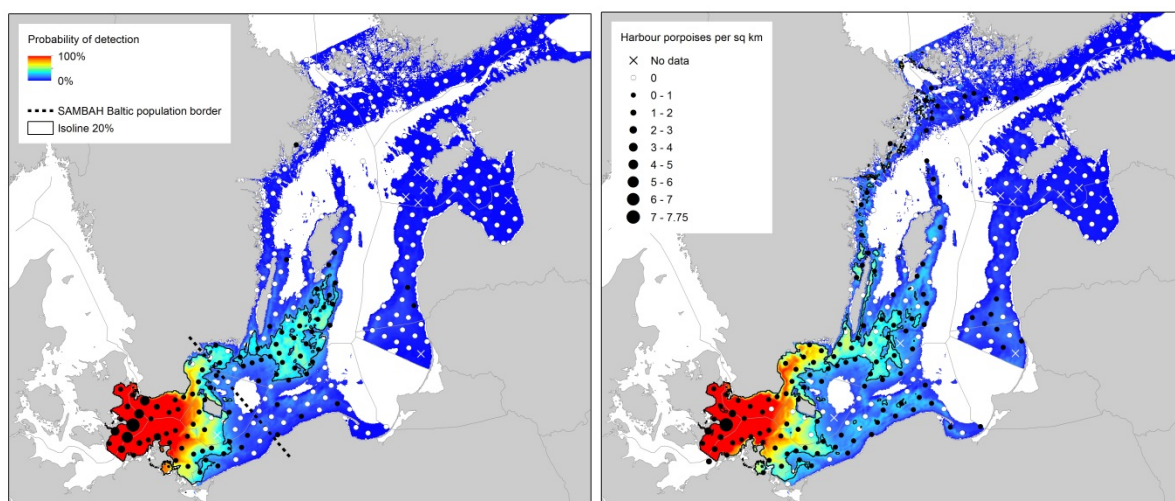 Probability of detection
100%
0%
SAMBAH Baltic population border
Isoline 20%
Harbour porpoises per sq km
No data
0
0 - 1
1 - 2
2 - 3
3 - 4
4 - 5
5 - 6
6 - 7
7 - 7.75